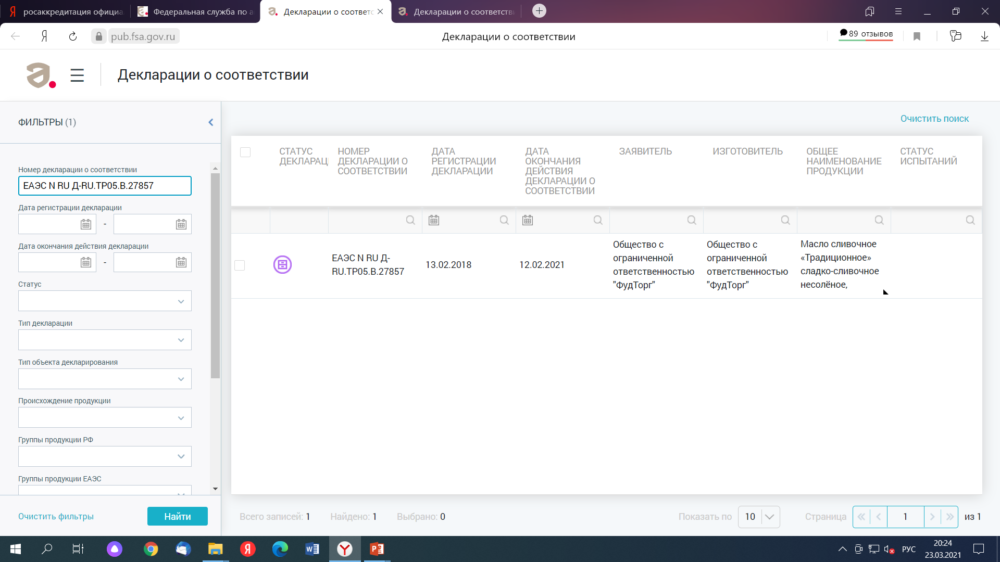 росаккредитация официа
Федеральная служба по а
Декларации о соответс
Декларации о соответств
pub.fsa.gov.ru
Декларации о соответствии
89 отзывов
Декларации о соответствии
ФИЛЬТРЫ (1)
Номер декларации о соответствии
ЕАЭС N RU Д-RU.ТР05.В.27857
Дата регистрации декларации
-
Дата окончания действия декларации
-
Статус
Тип декларации
Тип объекта декларирования
Происхождение продукции
Группы продукции РФ
Группы продукции ЕАЭС
Очистить фильтры
Найти
Очистить поиск
СТАТУС
ДЕКЛАРАЦ
НОМЕР
ДЕКЛАРАЦИИ О
СООТВЕТСТВИИ
ДАТА
РЕГИСТРАЦИИ
ДЕКЛАРАЦИИ
ДАТА
ОКОНЧАНИЯ
ДЕЙСТВИЯ
ДЕКЛАРАЦИИ О
СООТВЕТСТВИИ
ЗАЯВИТЕЛЬ
ИЗГОТОВИТЕЛЬ
ОБЩЕЕ
НАИМЕНОВАНИЕ
ПРОДУКЦИИ
СТАТУС
ИСПЫТАНИЙ
ЕАЭС N RU Д-
RU.ТР05.В.27857
13.02.2018
12.02.2021
Общество с
ограниченной
ответственностью
"ФудТорг"
Общество с
ограниченной
ответственностью
"ФудТорг"
Масло сливочное
«Традиционное»
сладко-сливочное
несолёное,
Всего записей: 1
Найдено: 1
Выбрано: 0
Показать по
10
Страница
1
из 1
РУС
20:24
23.03.2021